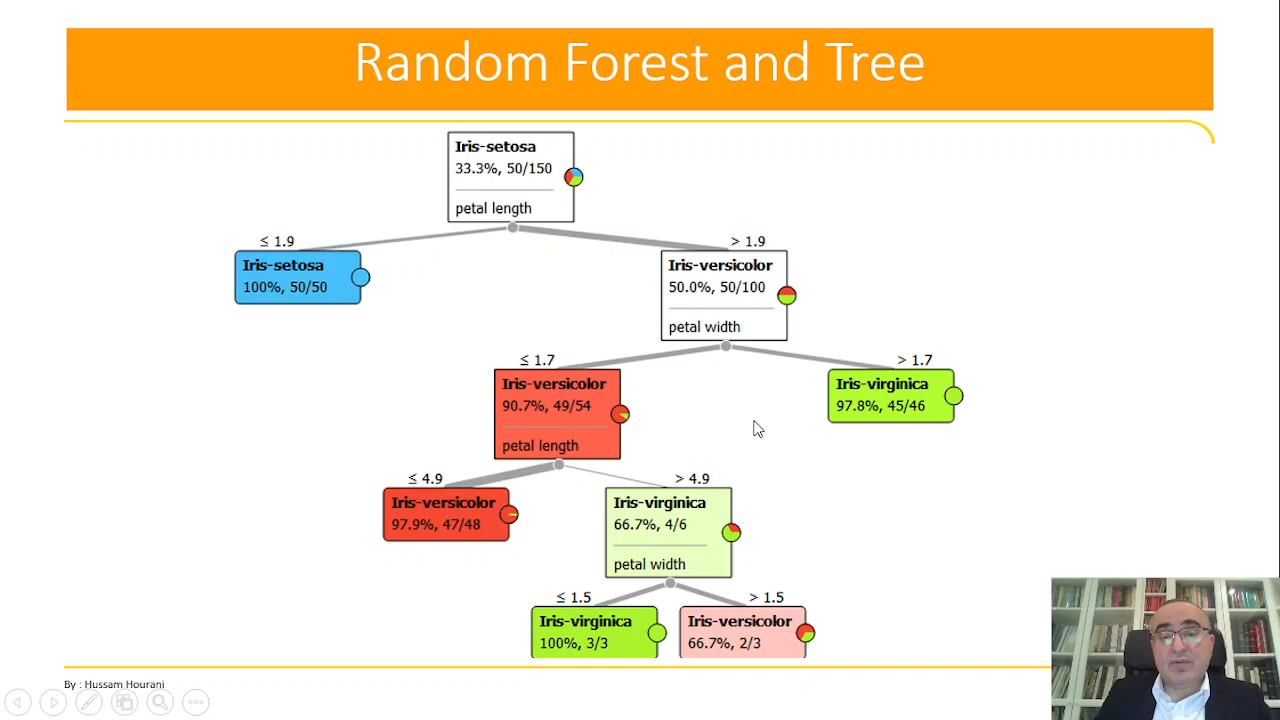 Random Forest and Tree
Iris-setosa
33.3%, 50/150
petal length
≤ 1.9
> 1.9
Iris-setosa
100%, 50/50
Iris-versicolor
50.0%, 50/100
petal width
≤ 1.7
> 1.7
Iris-versicolor
90.7%, 49/54
petal length
Iris-virginica
97.8%, 45/46
≤ 4.9
> 4.9
Iris-versicolor
97.9%, 47/48
Iris-virginica
66.7%, 4/6
petal width
≤ 1.5
> 1.5
Iris-virginica
100%, 3/3
Iris-versicolor
66.7%, 2/3
By : Hussam Hourani